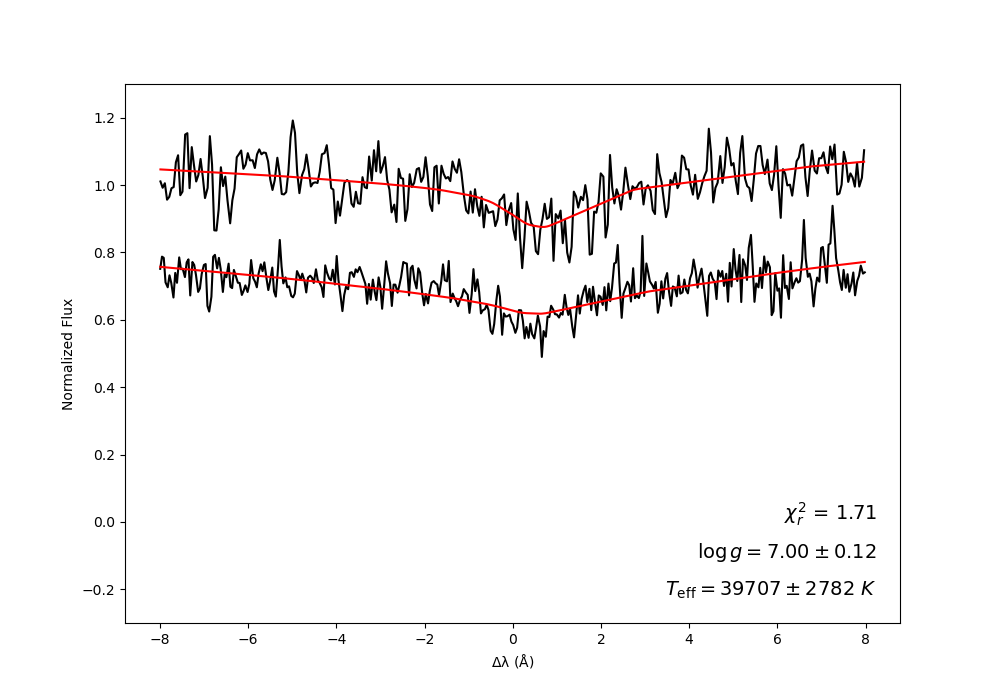 1.2
1.0
0.8
0.6
0.4
0.2
0.0
−0.2
Normalized Flux
χ²ᵣ = 1.71
log g = 7.00 ± 0.12
T_eff = 39707 ± 2782 K
−8 −6 −4 −2 0 2 4 6 8
Δλ (Å)